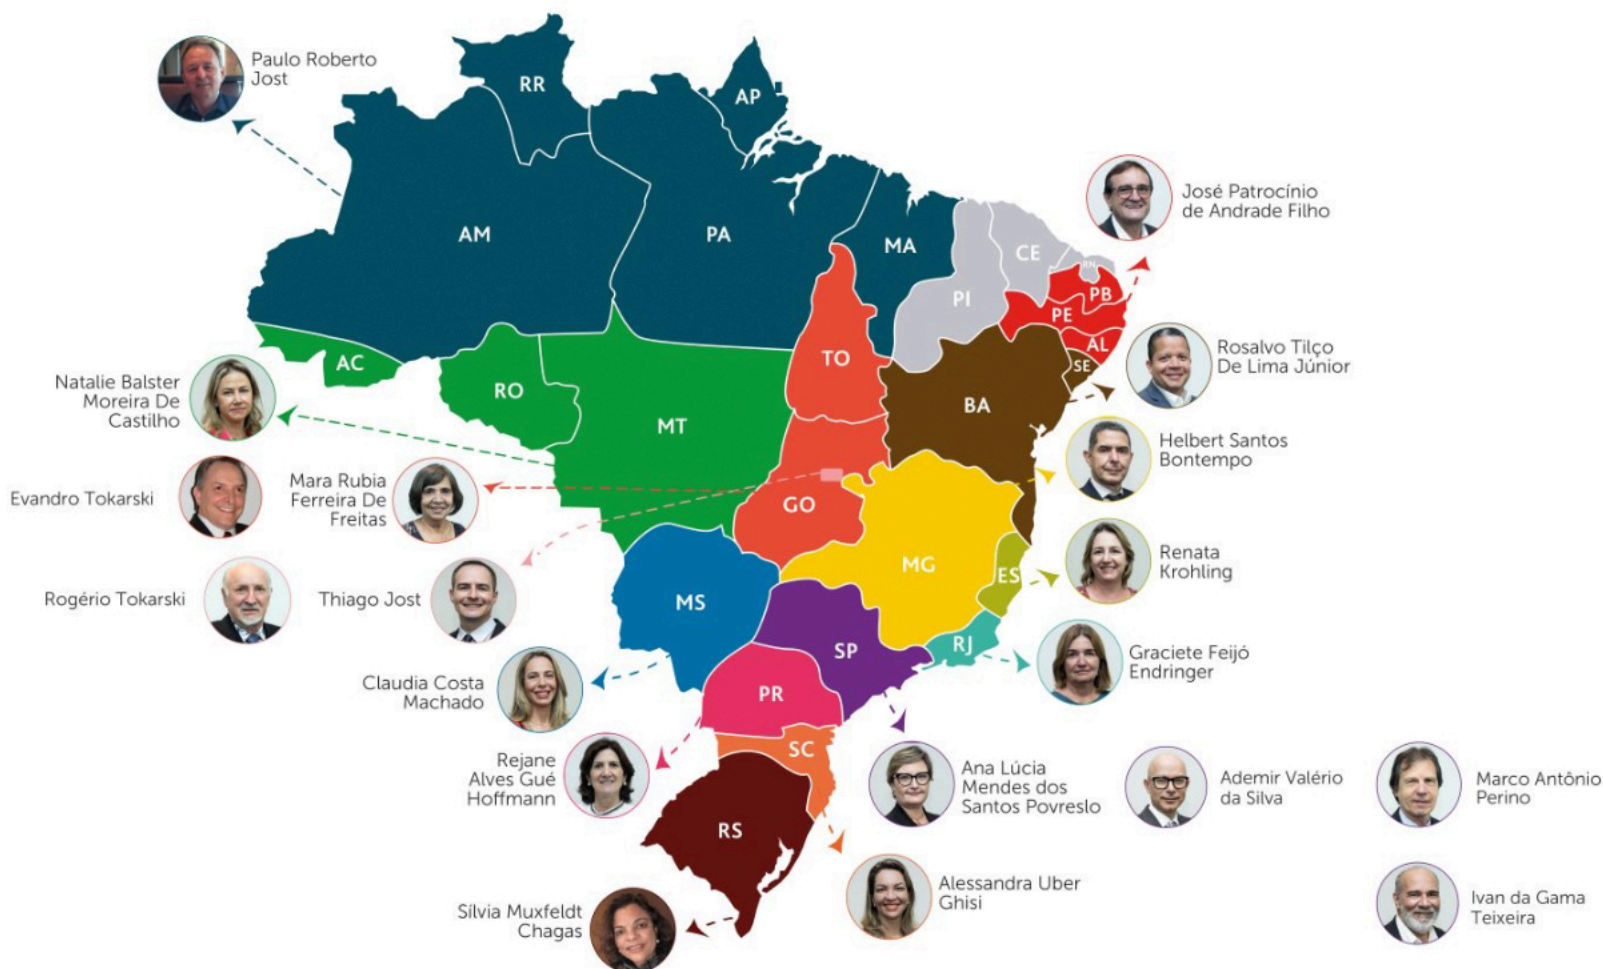 Paulo Roberto
Jost
RR
AP
José Patrocínio
de Andrade Filho
AM
PA
MA
CE
RN
PI
PB
PE
AL
SE
AC
RO
TO
BA
MT
Rosalvo Tilço
De Lima Júnior
Natalie Balster
Moreira De
Castilho
Helbert Santos
Bontempo
Evandro Tokarski
Mara Rubia
Ferreira De
Freitas
GO
MG
ES
Renata
Krohling
Rogério Tokarski
Thiago Jost
MS
SP
RJ
Graciete Feijó
Endringer
Claudia Costa
Machado
PR
SC
Rejane
Alves Gué
Hoffmann
Ana Lúcia
Mendes dos
Santos Povreslo
Ademir Valério
da Silva
Marco Antônio
Perino
RS
Alessandra Uber
Ghisi
Ivan da Gama
Teixeira
Sílvia Muxfeldt
Chagas